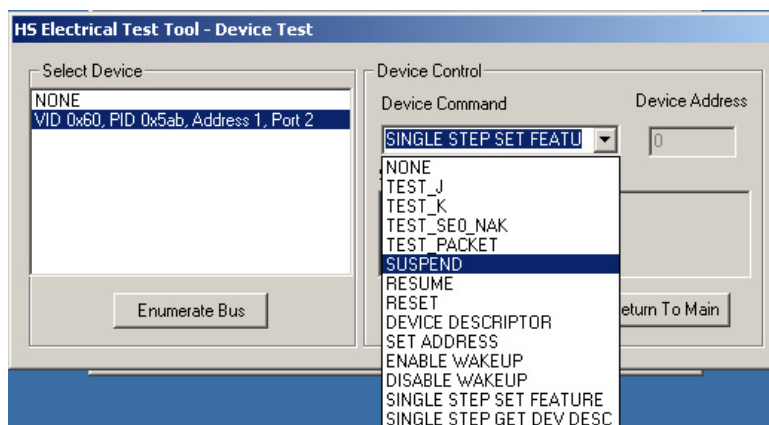 HS Electrical Test Tool - Device Test
Select Device
NONE
VID 0x60, PID 0x5ab, Address 1, Port 2
Enumerate Bus
Device Control
Device Command
Device Address
SINGLE STEP SET FEATU
0
NONE
TEST_J
TEST_K
TEST_SE0_NAK
TEST_PACKET
SUSPEND
RESUME
RESET
DEVICE DESCRIPTOR
SET ADDRESS
ENABLE WAKEUP
DISABLE WAKEUP
SINGLE STEP SET FEATURE
SINGLE STEP GET DEV DESC
eturn To Main